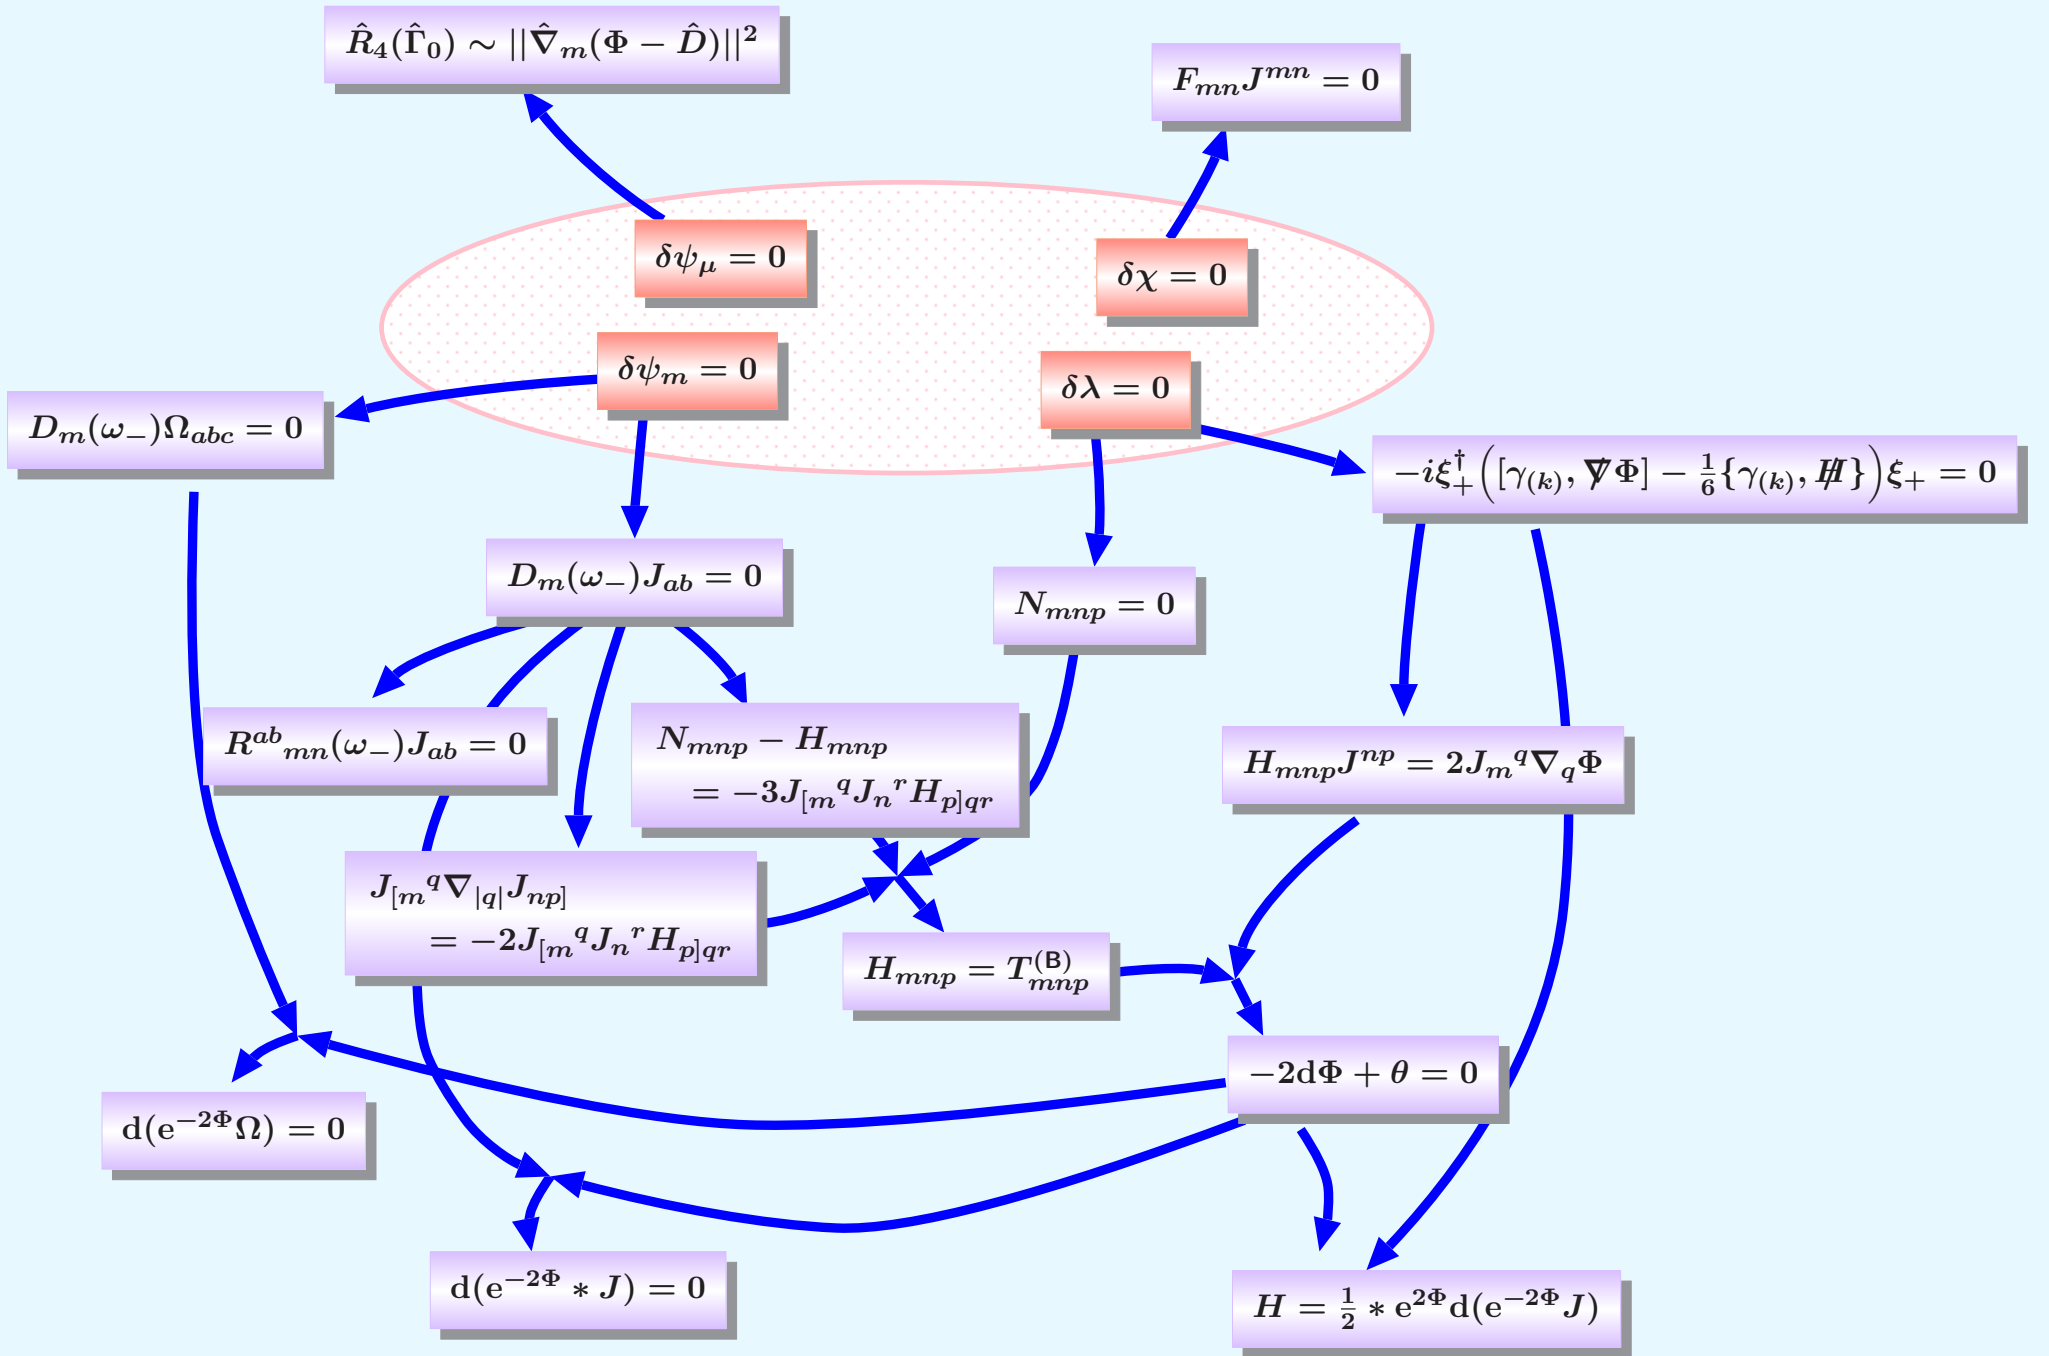 R̂₄(Γ̂₀) ∼ ||∇̂ₘ(Φ − D̂)||²
F_{mn}J^{mn} = 0
δψ_μ = 0
δχ = 0
δψ_m = 0
δλ = 0
D_m(ω₋)Ω_{abc} = 0
−iξ₊^†([γ_{(k)}, ∇̸Φ] − 1/6{γ_{(k)}, H̸})ξ₊ = 0
D_m(ω₋)J_{ab} = 0
N_{mnp} = 0
R^{ab}_{mn}(ω₋)J_{ab} = 0
N_{mnp} − H_{mnp}
= −3J_{[m}^q J_n^r H_{p]qr}
H_{mnp}J^{np} = 2J_m^q∇_qΦ
J_{[m}^q∇_{|q|}J_{np]}
= −2J_{[m}^q J_n^r H_{p]qr}
H_{mnp} = T_{mnp}^{(B)}
−2dΦ + θ = 0
d(e^{−2Φ}Ω) = 0
d(e^{−2Φ} ∗ J) = 0
H = 1/2 ∗ e^{2Φ}d(e^{−2Φ}J)